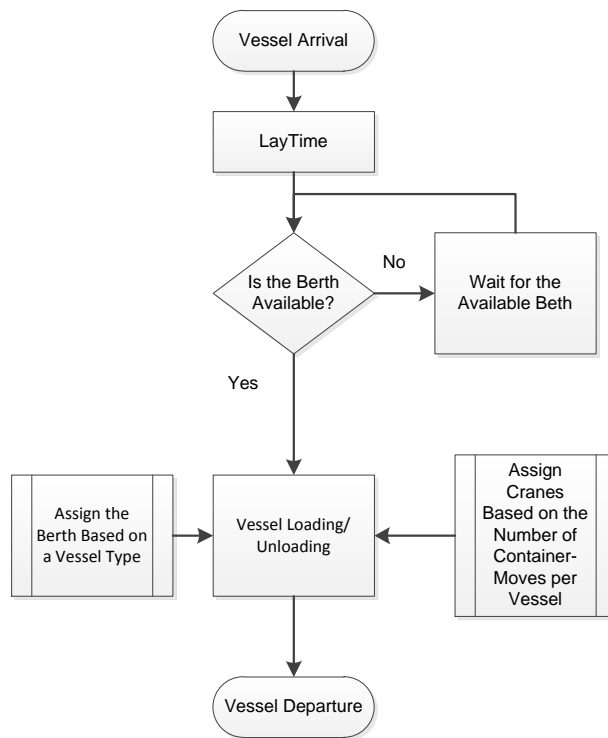 Vessel Arrival
LayTime
Is the Berth
Available?
No
Wait for the
Available Beth
Yes
Assign the
Berth Based on
a Vessel Type
Vessel Loading/
Unloading
Assign
Cranes
Based on the
Number of
Container-
Moves per
Vessel
Vessel Departure